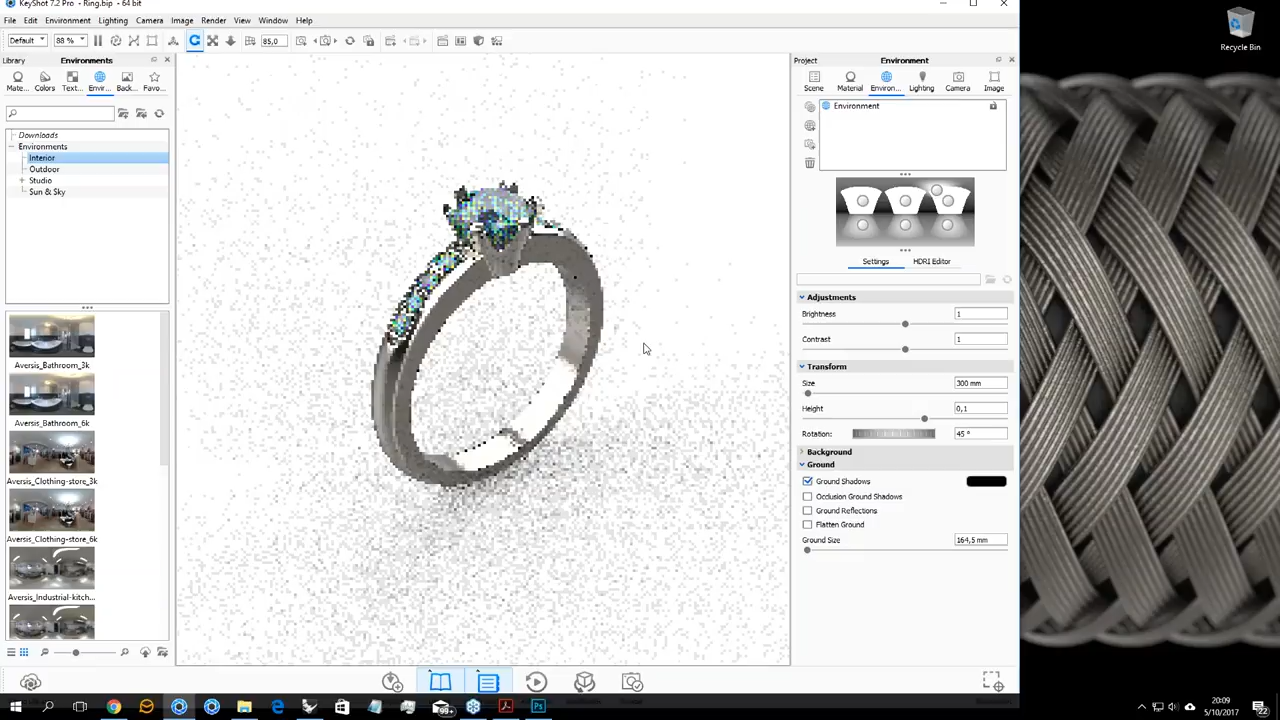 KeyShot 7.2 Pro - Ring.bip - 64 bit
File Edit Environment Lighting Camera Image Render View Window Help
Default 88 % 85,0
Library Environments
Mate... Colors Text... Envir... Back... Favo...
Downloads
Environments
Interior
Outdoor
Studio
Sun & Sky
Aversis_Bathroom_3k
Aversis_Bathroom_6k
Aversis_Clothing-store_3k
Aversis_Clothing-store_6k
Aversis_Industrial-kitch...
Project Environment
Scene Material Environ... Lighting Camera Image
Environment
Settings HDRI Editor
Adjustments
Brightness 1
Contrast 1
Transform
Size 300 mm
Height 0,1
Rotation: 45 °
Background
Ground
Ground Shadows
Occlusion Ground Shadows
Ground Reflections
Flatten Ground
Ground Size 164,5 mm
Recycle Bin
99+
20:09
5/10/2017
22